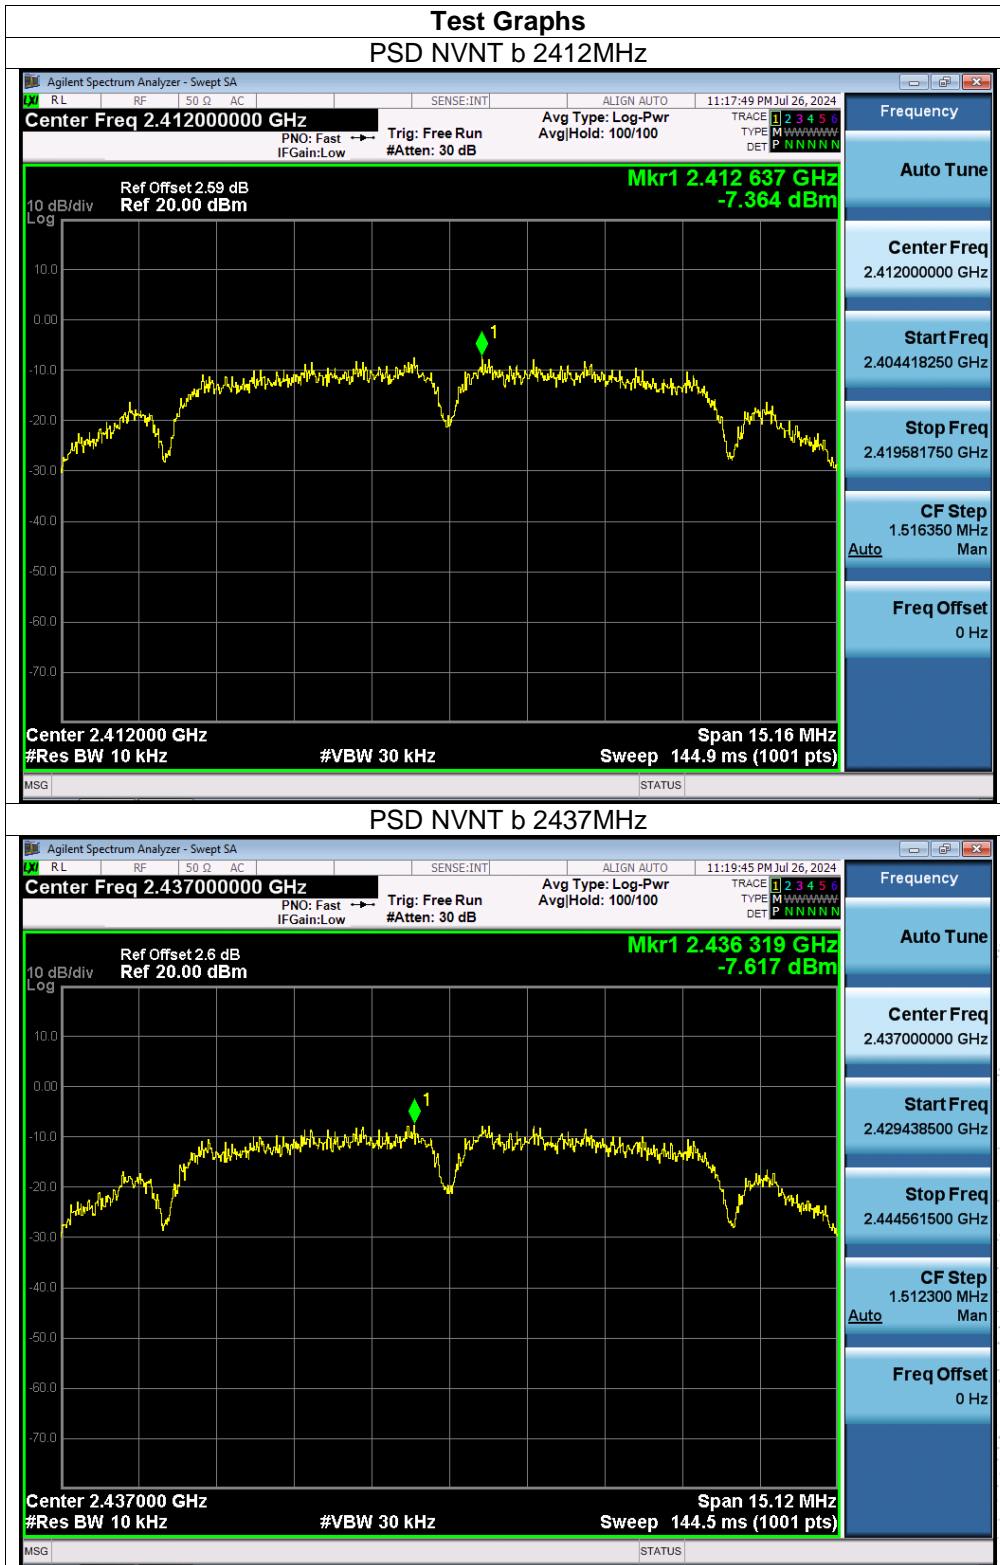 Test Graphs
PSD NVNT b 2412MHz
Agilent Spectrum Analyzer - Swept SA
LXI RL RF 50 Ω AC SENSE:INT ALIGN AUTO 11:17:49 PM Jul 26, 2024
Center Freq 2.412000000 GHz
PNO: Fast
IFGain:Low
Trig: Free Run
#Atten: 30 dB
Avg Type: Log-Pwr
Avg|Hold: 100/100
TRACE 1 2 3 4 5 6
TYPE M WWWWW
DET P N N N N N
Frequency
Mkr1 2.412 637 GHz
-7.364 dBm
Ref Offset 2.59 dB
10 dB/div Ref 20.00 dBm
Log
10.0
0.00
-10.0
-20.0
-30.0
-40.0
-50.0
-60.0
-70.0
1
Center 2.412000 GHz
Span 15.16 MHz
#Res BW 10 kHz
#VBW 30 kHz
Sweep 144.9 ms (1001 pts)
Auto Tune
Center Freq
2.412000000 GHz
Start Freq
2.404418250 GHz
Stop Freq
2.419581750 GHz
CF Step
1.516350 MHz
Auto Man
Freq Offset
0 Hz
MSG STATUS
PSD NVNT b 2437MHz
Agilent Spectrum Analyzer - Swept SA
LXI RL RF 50 Ω AC SENSE:INT ALIGN AUTO 11:19:45 PM Jul 26, 2024
Center Freq 2.437000000 GHz
PNO: Fast
IFGain:Low
Trig: Free Run
#Atten: 30 dB
Avg Type: Log-Pwr
Avg|Hold: 100/100
TRACE 1 2 3 4 5 6
TYPE M WWWWW
DET P N N N N N
Frequency
Mkr1 2.436 319 GHz
-7.617 dBm
Ref Offset 2.6 dB
10 dB/div Ref 20.00 dBm
Log
10.0
0.00
-10.0
-20.0
-30.0
-40.0
-50.0
-60.0
-70.0
1
Center 2.437000 GHz
Span 15.12 MHz
#Res BW 10 kHz
#VBW 30 kHz
Sweep 144.5 ms (1001 pts)
Auto Tune
Center Freq
2.437000000 GHz
Start Freq
2.429438500 GHz
Stop Freq
2.444561500 GHz
CF Step
1.512300 MHz
Auto Man
Freq Offset
0 Hz
MSG STATUS